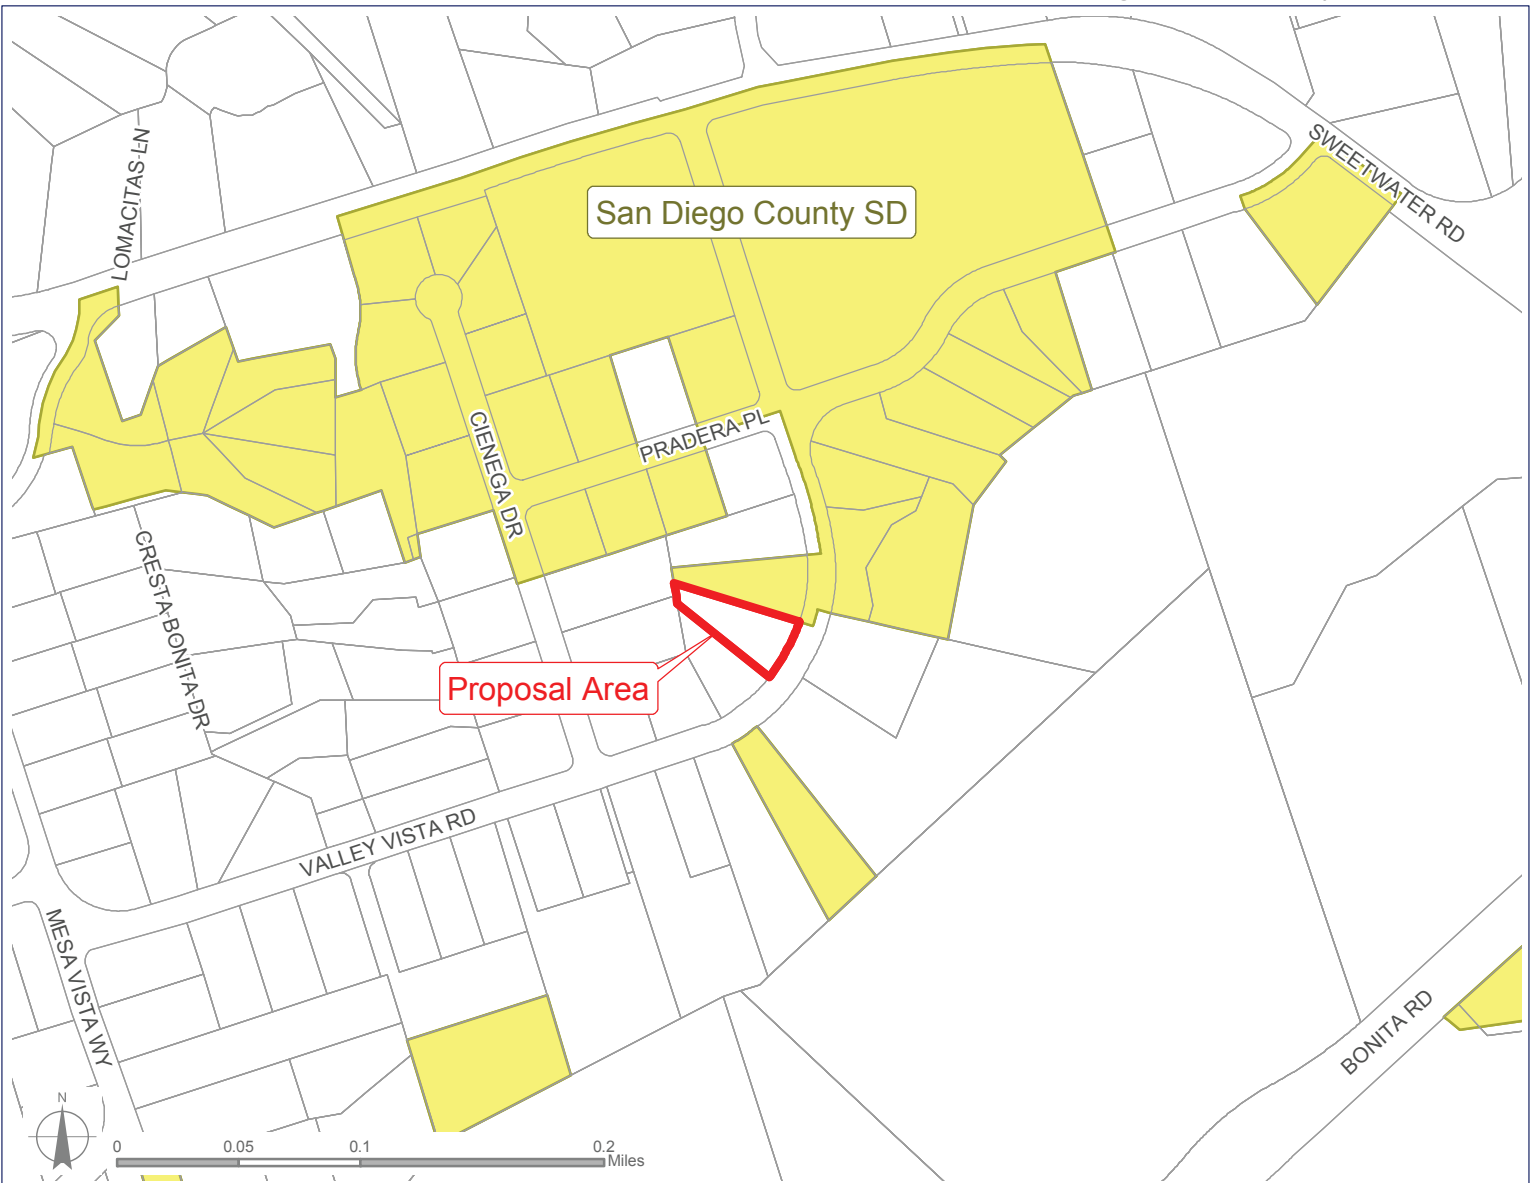 SWEETWATER RD
LOMACITAS LN
San Diego County SD
CIENEGA DR
PRADERA PL
CRESTA BONITA DR
Proposal Area
VALLEY VISTA RD
MESA VISTA WY
BONITA RD
N
0 0.05 0.1 0.2
Miles